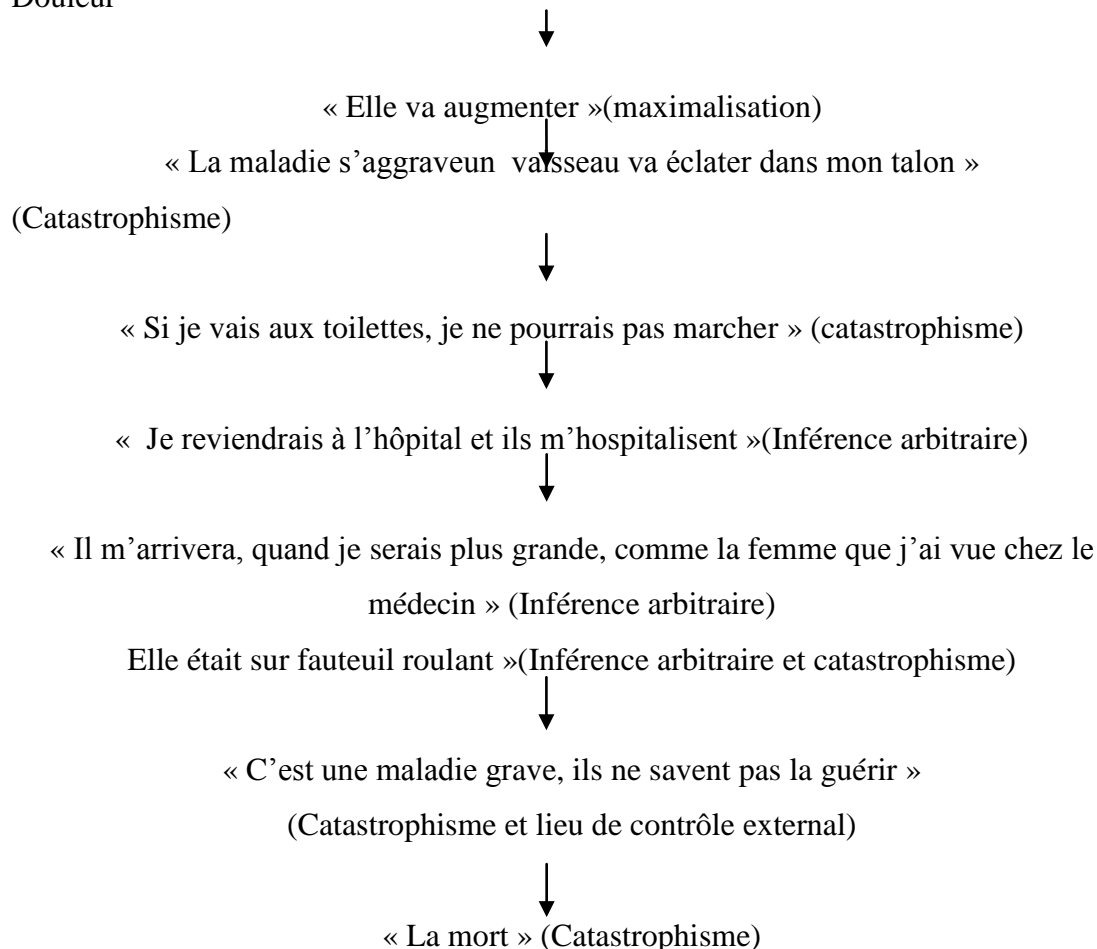 Douleur
« Elle va augmenter »(maximalisation)
« La maladie s’aggraveun vaisseau va éclater dans mon talon »
(Catastrophisme)
« Si je vais aux toilettes, je ne pourrais pas marcher » (catastrophisme)
« Je reviendrais à l’hôpital et ils m’hospitalisent »(Inférence arbitraire)
« Il m’arrivera, quand je serais plus grande, comme la femme que j’ai vue chez le
médecin » (Inférence arbitraire)
Elle était sur fauteuil roulant »(Inférence arbitraire et catastrophisme)
« C’est une maladie grave, ils ne savent pas la guérir »
(Catastrophisme et lieu de contrôle external)
« La mort » (Catastrophisme)